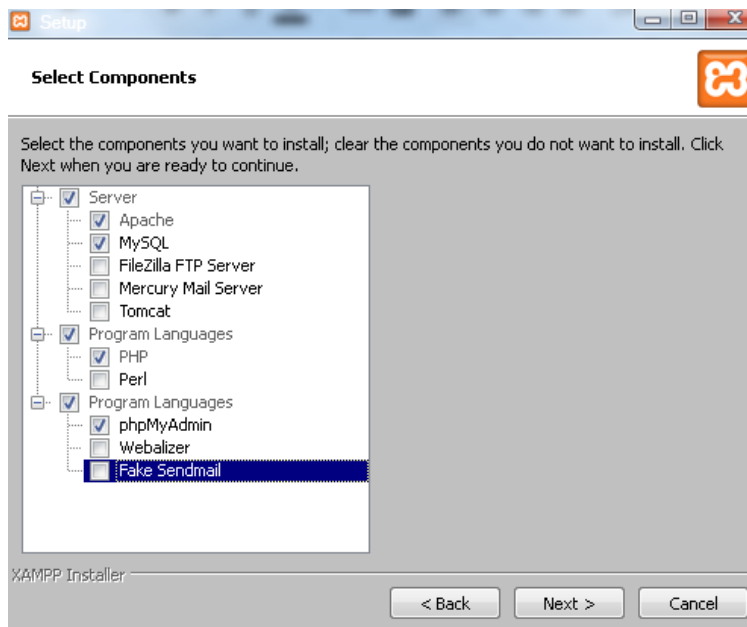 Setup
Select Components
Select the components you want to install; clear the components you do not want to install. Click
Next when you are ready to continue.
Server
Apache
MySQL
FileZilla FTP Server
Mercury Mail Server
Tomcat
Program Languages
PHP
Perl
Program Languages
phpMyAdmin
Webalizer
Fake Sendmail
XAMPP Installer
< Back Next > Cancel